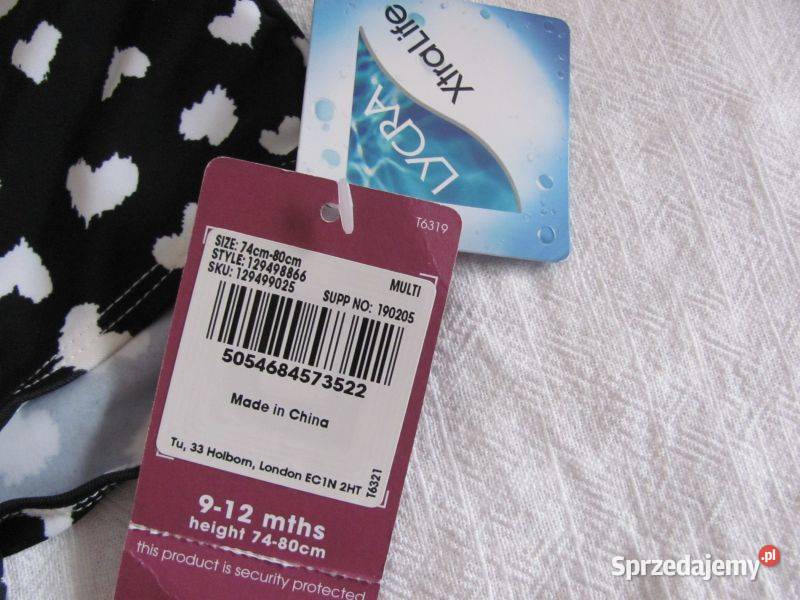 LYCRA
XtraLife
T6319
SIZE: 74cm-80cm
STYLE: 129498866
SKU: 129499025
MULTI
SUPP NO: 190205
5054684573522
Made in China
Tu, 33 Holborn, London EC1N 2HT
T6321
9-12 mths
height 74-80cm
this product is security protected
Sprzedajemy.pl